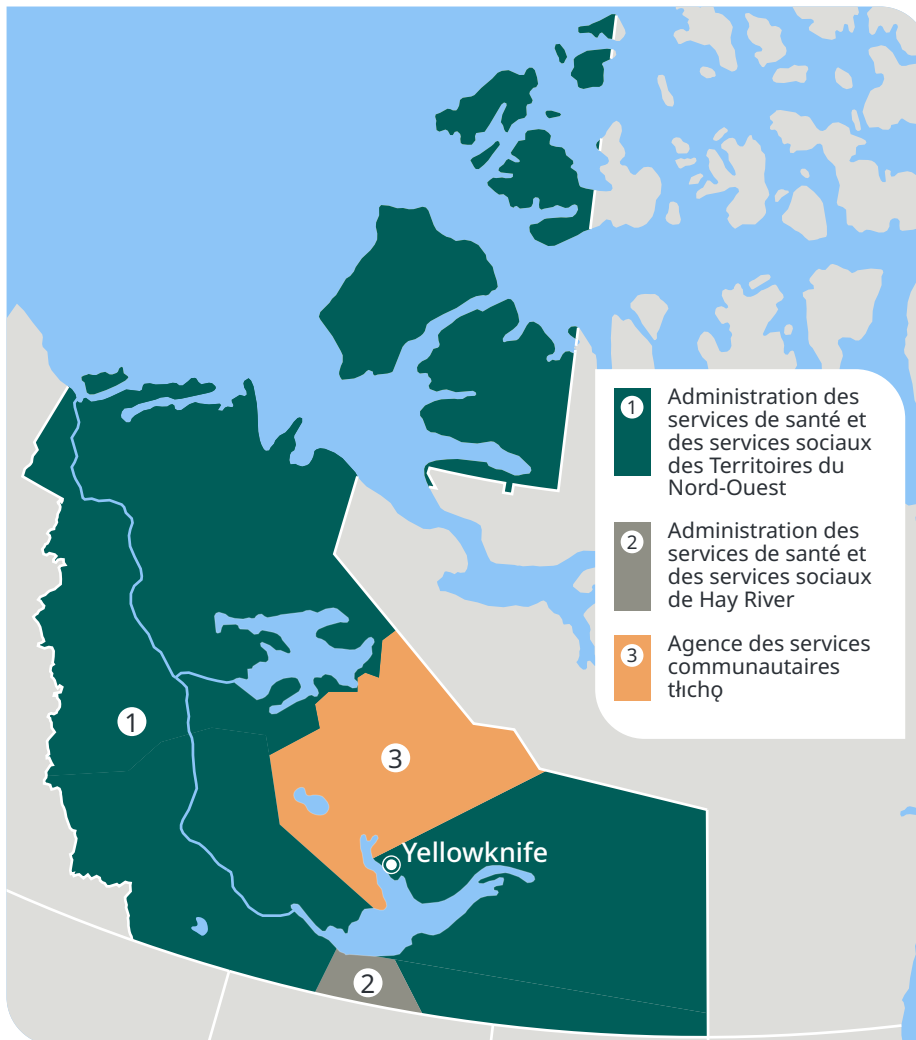 1
Administration des
services de santé et
des services sociaux
des Territoires du
Nord-Ouest
2
Administration des
services de santé et
des services sociaux
de Hay River
3
Agence des services
communautaires
tłıchǫ
1
3
Yellowknife
2